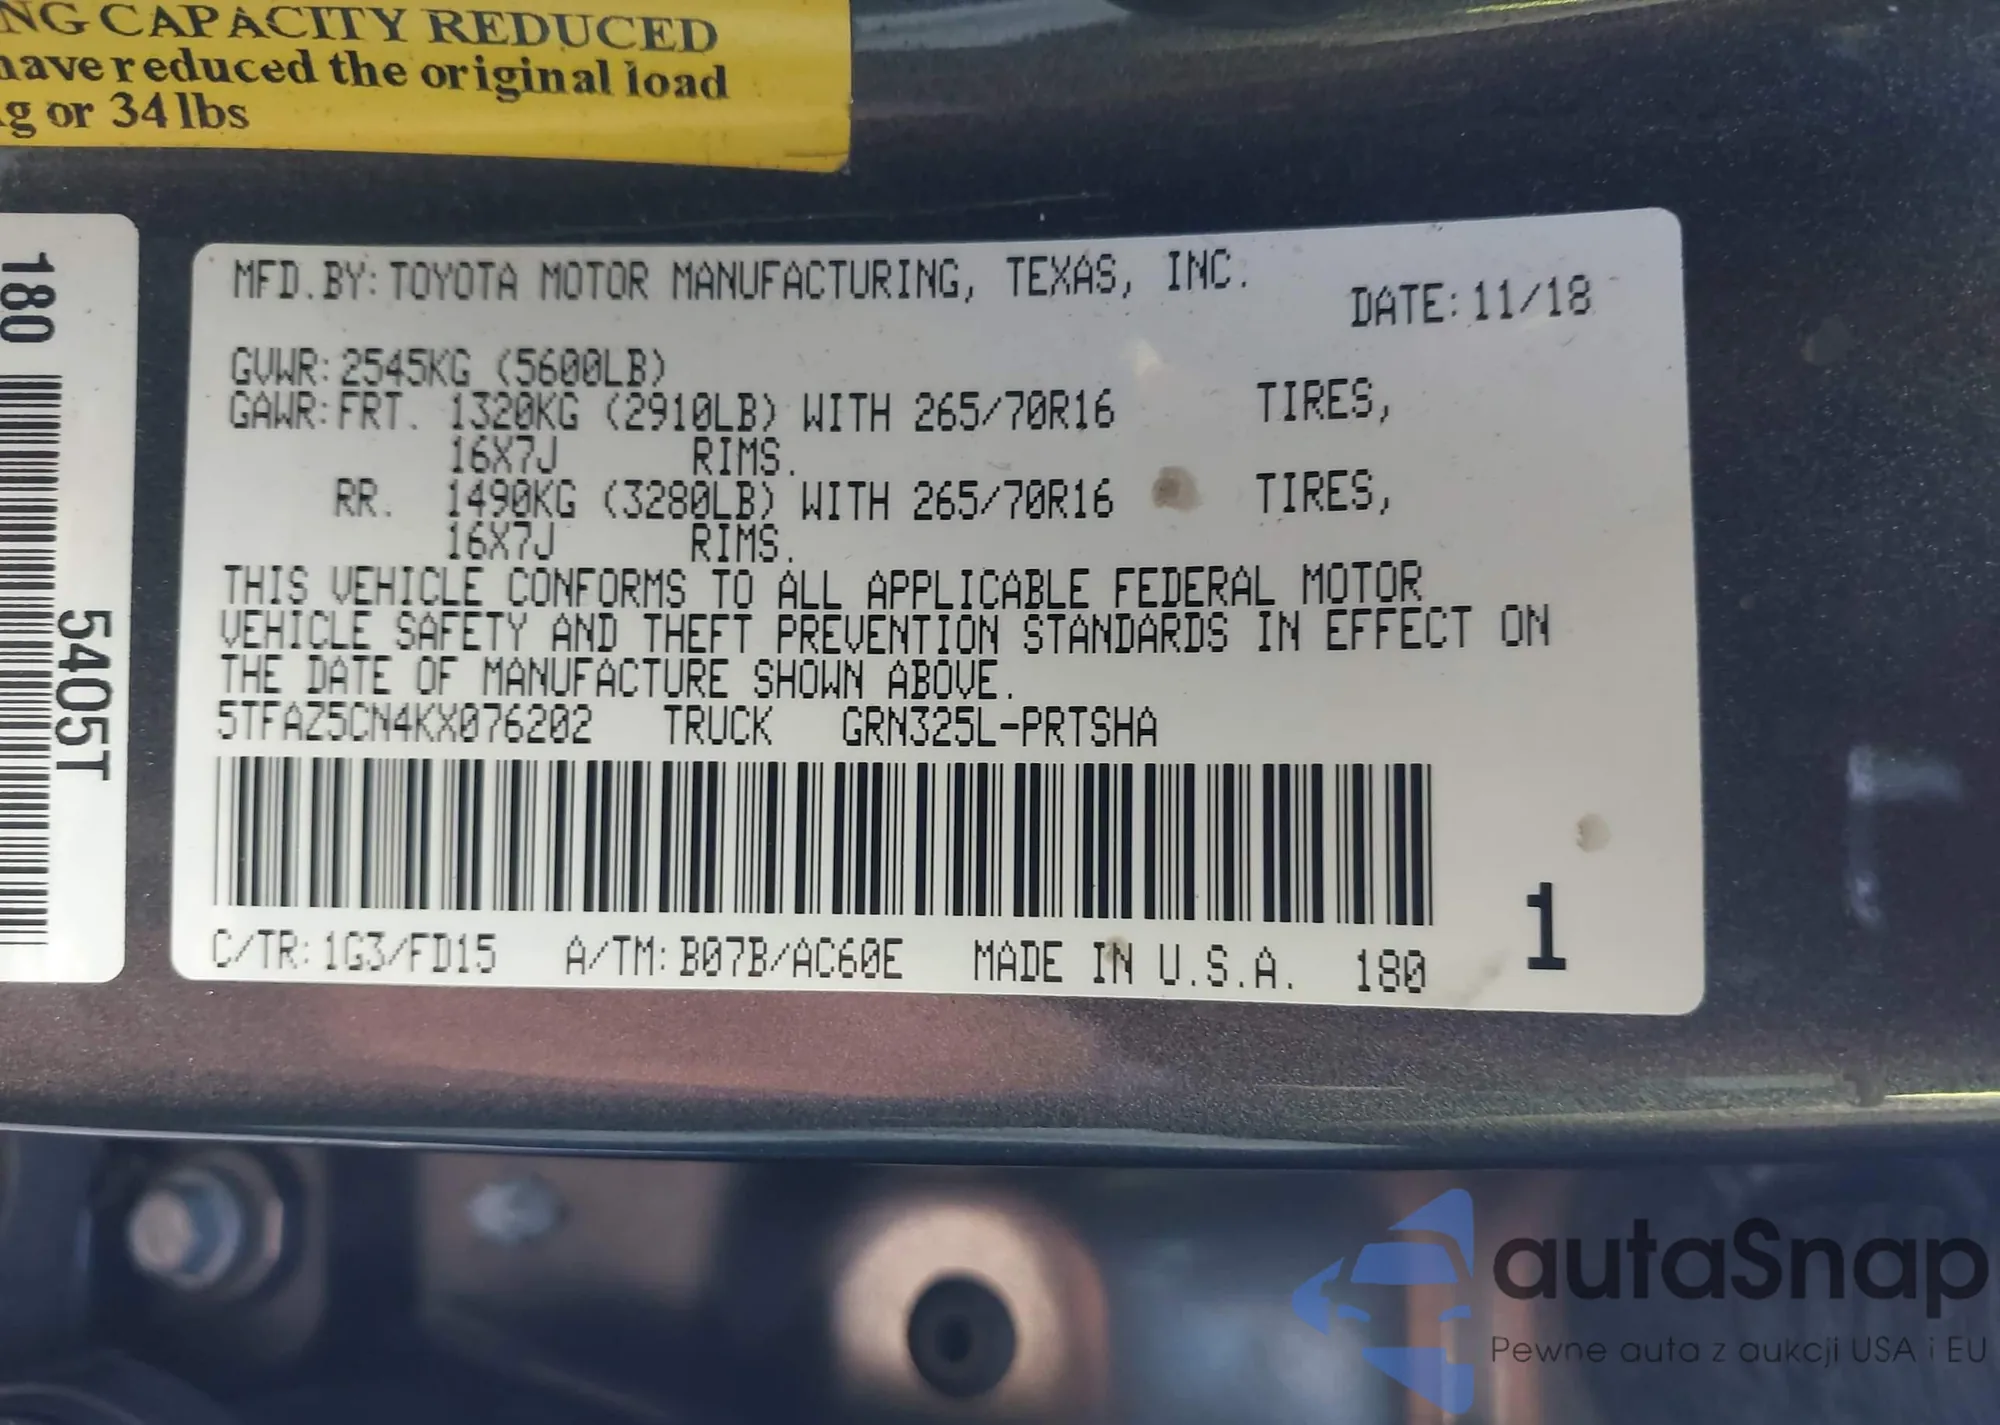 NG CAPACITY REDUCED
have reduced the original load
g or 34 lbs
180
5405T
MFD.BY: TOYOTA MOTOR MANUFACTURING, TEXAS, INC.
DATE: 11/18
GVWR: 2545KG (5600LB)
GAWR: FRT. 1320KG (2910LB) WITH 265/70R16 TIRES,
16X7J RIMS.
RR. 1490KG (3280LB) WITH 265/70R16 TIRES,
16X7J RIMS.
THIS VEHICLE CONFORMS TO ALL APPLICABLE FEDERAL MOTOR
VEHICLE SAFETY AND THEFT PREVENTION STANDARDS IN EFFECT ON
THE DATE OF MANUFACTURE SHOWN ABOVE.
5TFAZ5CN4KX076202 TRUCK GRN325L-PRTSHA
C/TR: 1G3/FD15 A/TM: B07B/AC60E MADE IN U.S.A. 180
1
autaSnap
Pewne auta z aukcji USA i EU